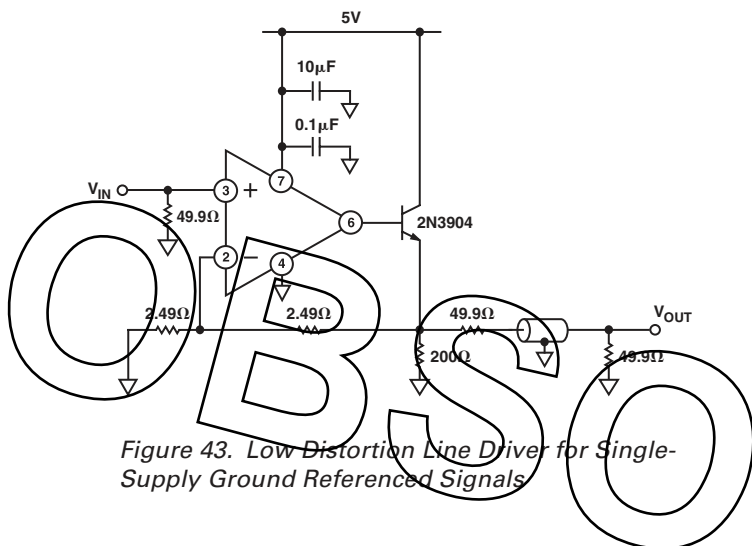 5V
10μF
0.1μF
7
VIN
3
+
49.9Ω
6
2N3904
2
−
4
2.49Ω
2.49Ω
49.9Ω
VOUT
200Ω
49.9Ω
OBSO
Figure 43. Low Distortion Line Driver for Single-
Supply Ground Referenced Signals